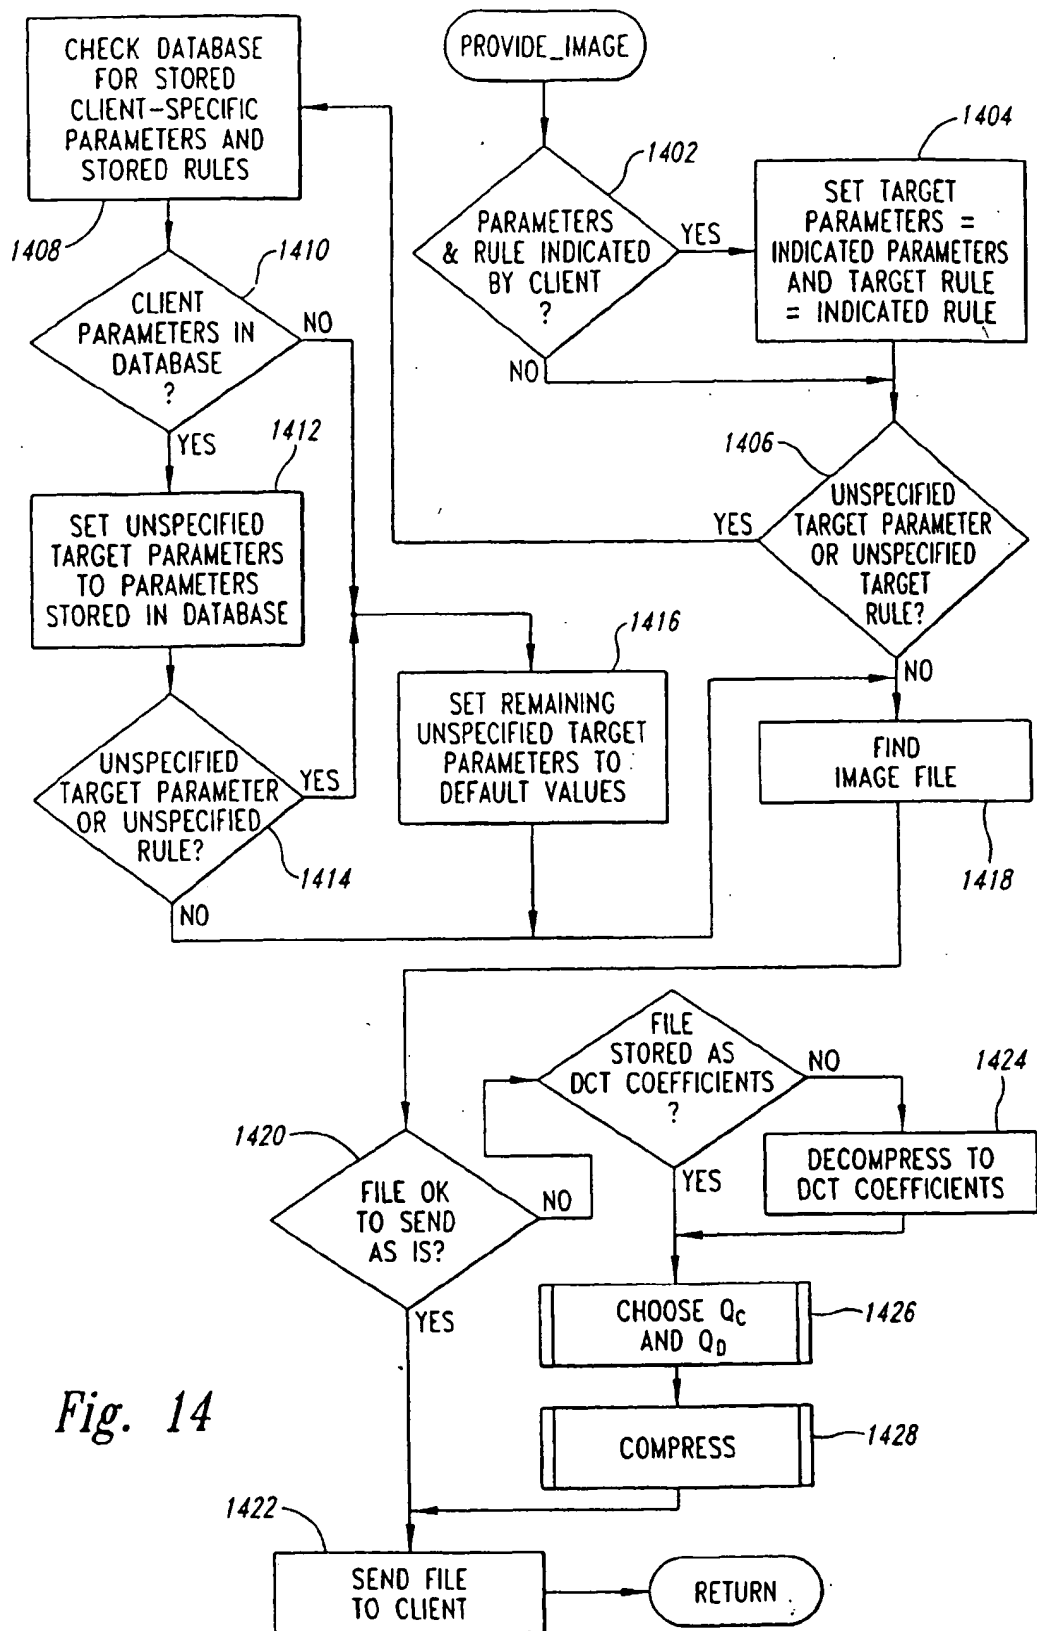 PROVIDE_IMAGE
1402
PARAMETERS
& RULE INDICATED
BY CLIENT
?
YES
NO
1404
SET TARGET
PARAMETERS =
INDICATED PARAMETERS
AND TARGET RULE
= INDICATED RULE
1406
UNSPECIFIED
TARGET PARAMETER
OR UNSPECIFIED
TARGET
RULE?
YES
NO
CHECK DATABASE
FOR STORED
CLIENT-SPECIFIC
PARAMETERS AND
STORED RULES
1408
1410
CLIENT
PARAMETERS IN
DATABASE
?
NO
YES
1412
SET UNSPECIFIED
TARGET PARAMETERS
TO PARAMETERS
STORED IN DATABASE
UNSPECIFIED
TARGET PARAMETER
OR UNSPECIFIED
RULE?
YES
1414
NO
1416
SET REMAINING
UNSPECIFIED TARGET
PARAMETERS TO
DEFAULT VALUES
FIND
IMAGE FILE
1418
1420
FILE OK
TO SEND
AS IS?
NO
YES
FILE
STORED AS
DCT COEFFICIENTS
?
NO
YES
1424
DECOMPRESS TO
DCT COEFFICIENTS
CHOOSE QC
AND QD
1426
COMPRESS
1428
1422
SEND FILE
TO CLIENT
RETURN
Fig. 14